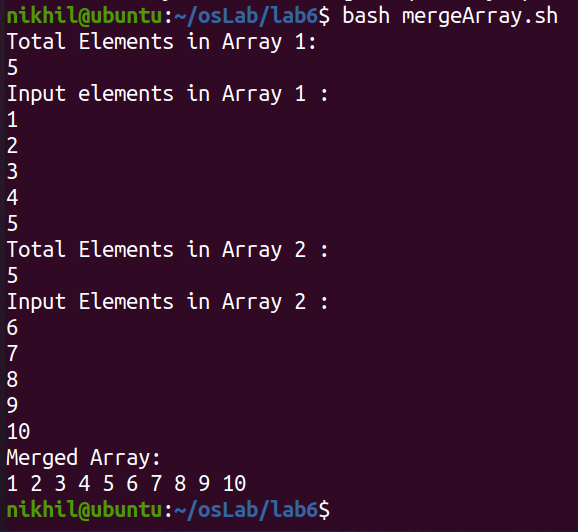 nikhil@ubuntu:~/osLab/lab6$ bash mergeArray.sh
Total Elements in Array 1:
5
Input elements in Array 1 :
1
2
3
4
5
Total Elements in Array 2 :
5
Input Elements in Array 2 :
6
7
8
9
10
Merged Array:
1 2 3 4 5 6 7 8 9 10
nikhil@ubuntu:~/osLab/lab6$